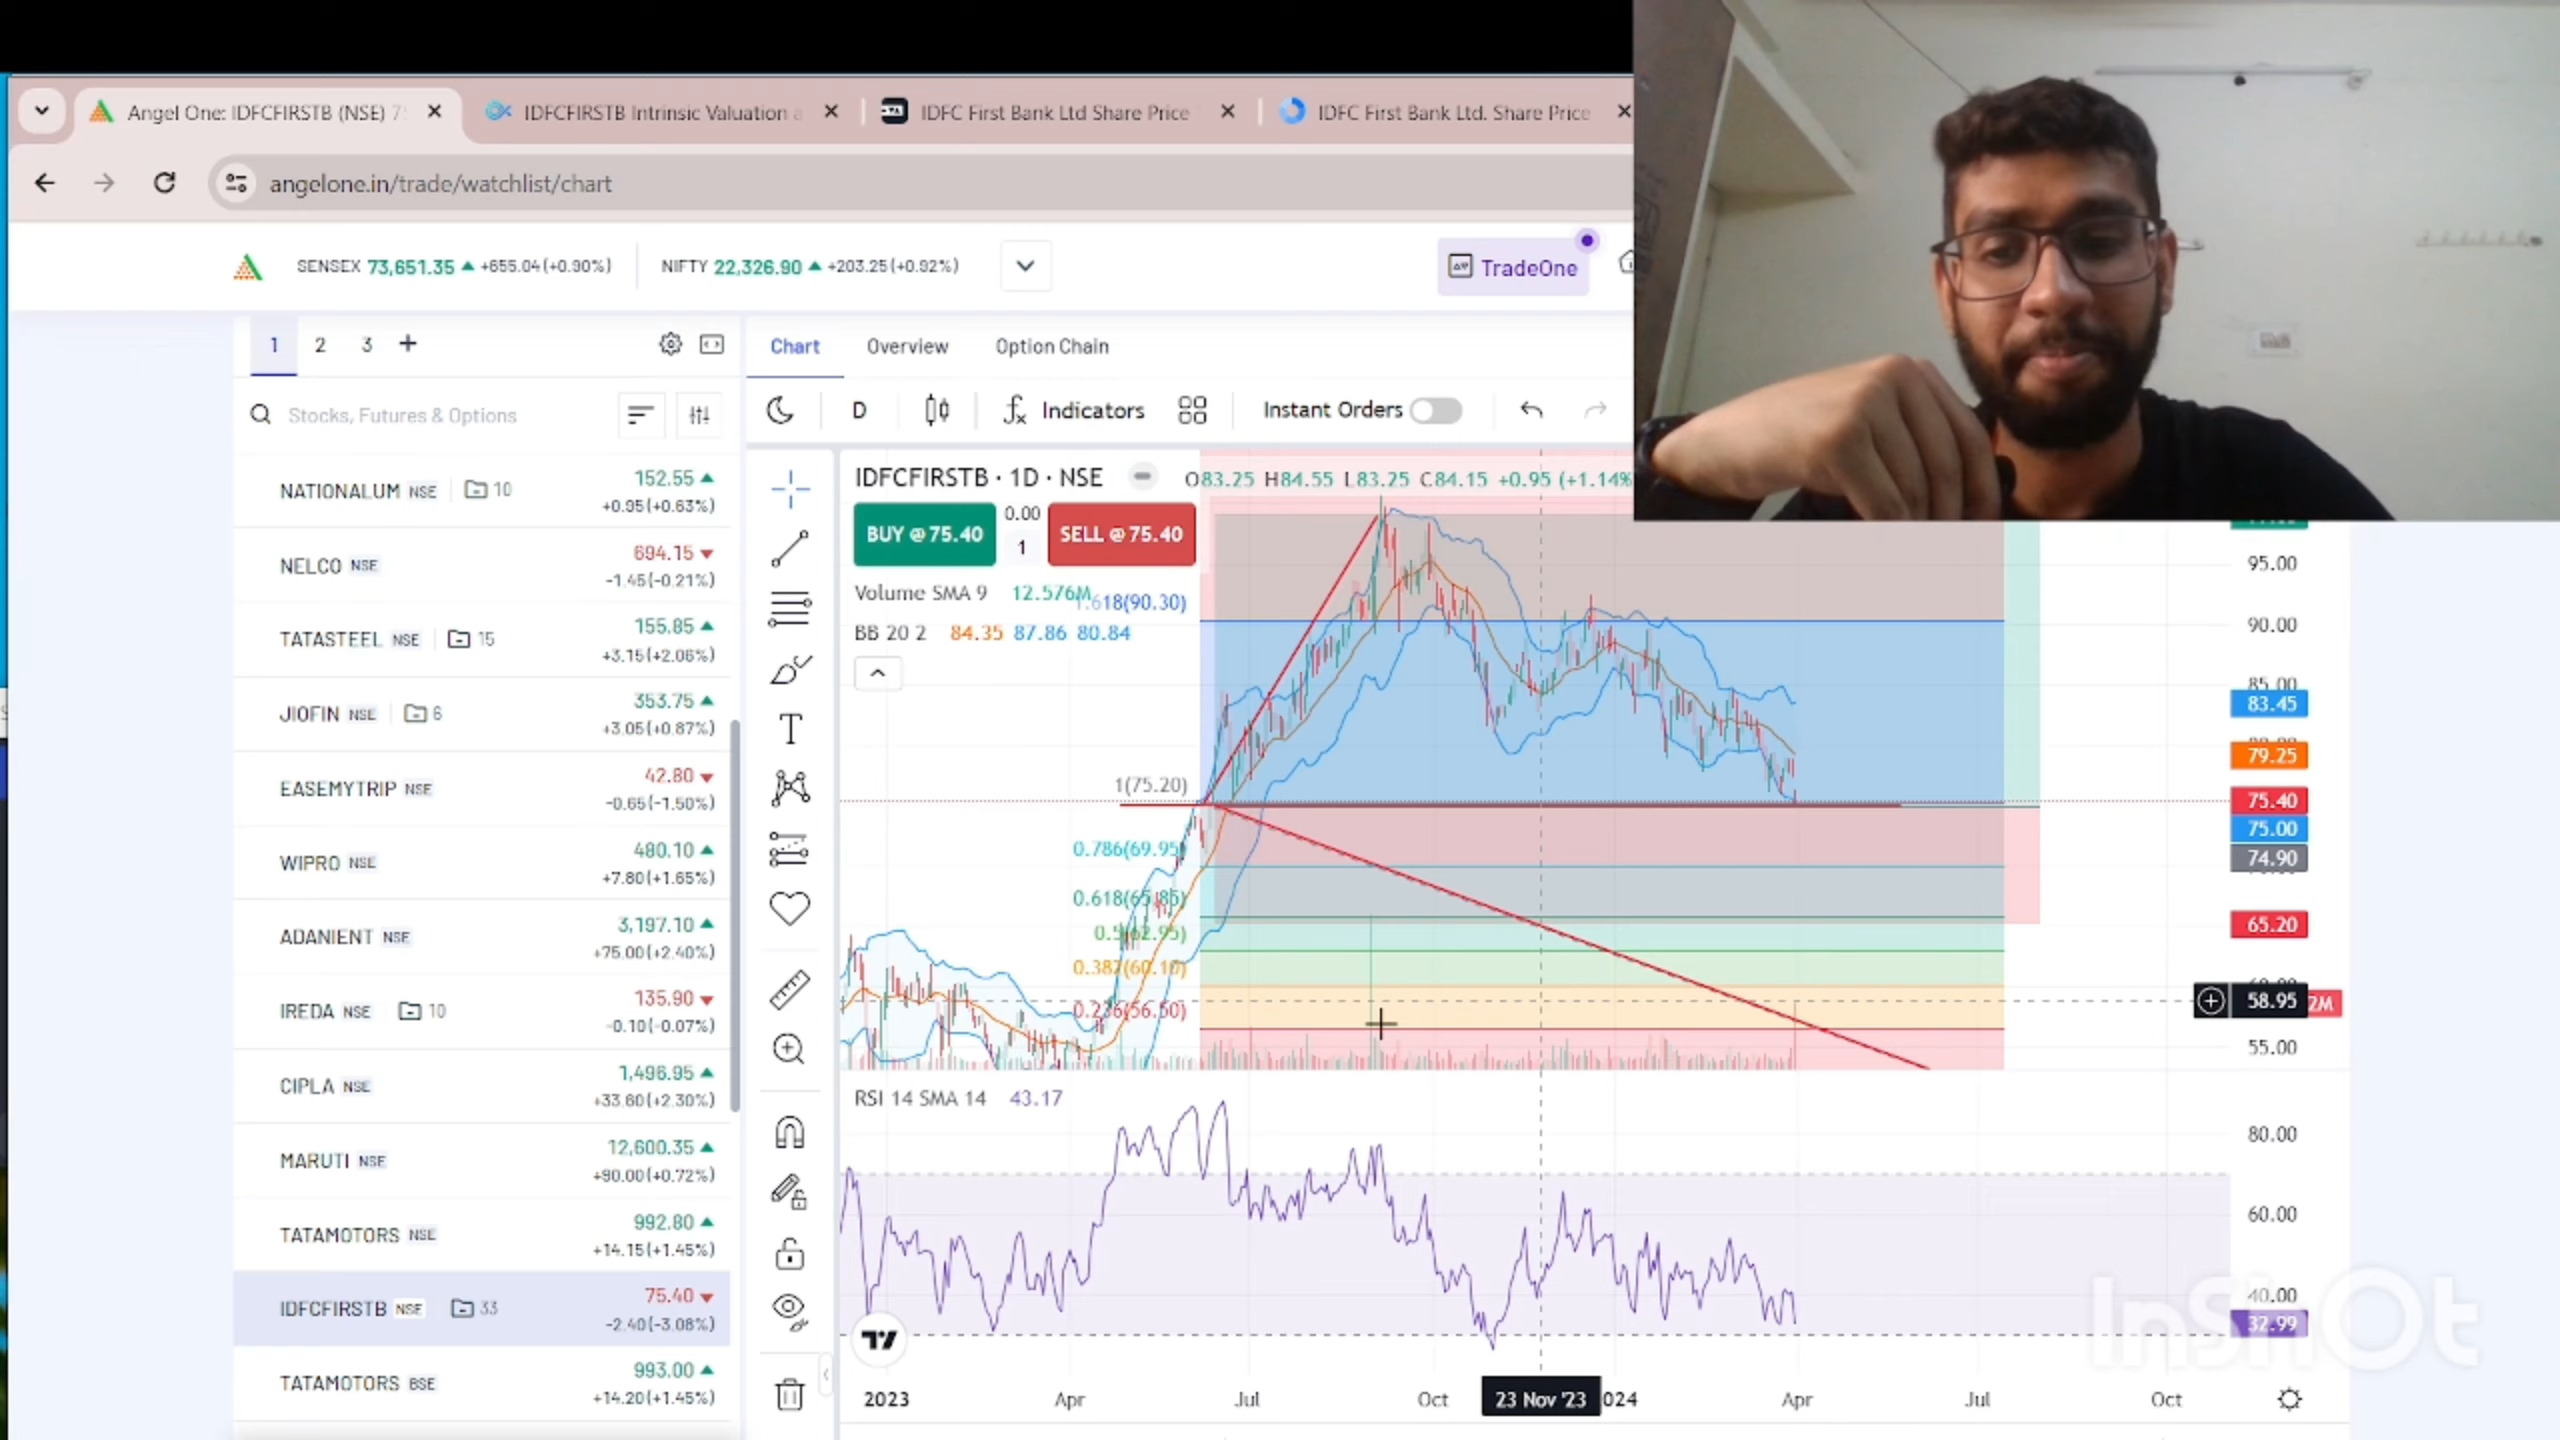 Angel One: IDFCFIRSTB (NSE) 7
IDFCFIRSTB Intrinsic Valuation a
IDFC First Bank Ltd Share Price
IDFC First Bank Ltd. Share Price
angelone.in/trade/watchlist/chart
SENSEX 73,651.35 +655.04(+0.90%)
NIFTY 22,326.90 +203.25(+0.92%)
TradeOne
1 2 3 +
Stocks, Futures & Options
NATIONALUM NSE 10 152.55
+0.95(+0.63%)
NELCO NSE 694.15
-1.45(-0.21%)
TATASTEEL NSE 15 155.85
+3.15(+2.06%)
JIOFIN NSE 6 353.75
+3.05(+0.87%)
EASEMYTRIP NSE 42.80
-0.65(-1.50%)
WIPRO NSE 480.10
+7.80(+1.65%)
ADANIENT NSE 3,197.10
+75.00(+2.40%)
IREDA NSE 10 135.90
-0.10(-0.07%)
CIPLA NSE 1,496.95
+33.60(+2.30%)
MARUTI NSE 12,600.35
+90.00(+0.72%)
TATAMOTORS NSE 992.80
+14.15(+1.45%)
IDFCFIRSTB NSE 33 75.40
-2.40(-3.08%)
TATAMOTORS BSE 993.00
+14.20(+1.45%)
Chart Overview Option Chain
D Indicators Instant Orders
IDFCFIRSTB · 1D · NSE O83.25 H84.55 L83.25 C84.15 +0.95 (+1.14%
BUY @ 75.40 0.00 1 SELL @ 75.40
Volume SMA 9 12.576M
.618(90.30)
BB 20 2 84.35 87.86 80.84
1(75.20)
0.786(69.95)
0.618(65.85)
0.5(62.95)
0.382(60.10)
0.236(56.50)
95.00
90.00
85.00
83.45
79.25
75.40
75.00
74.90
65.20
58.95 2M
55.00
RSI 14 SMA 14 43.17
80.00
60.00
40.00
32.99
2023 Apr Jul Oct 23 Nov '23 024 Apr Jul Oct
InShot